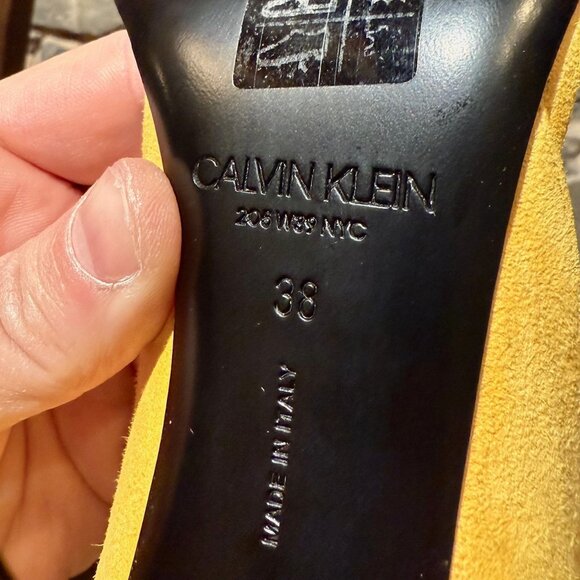 CALVIN KLEIN
205 W39 NYC
38
MADE IN ITALY